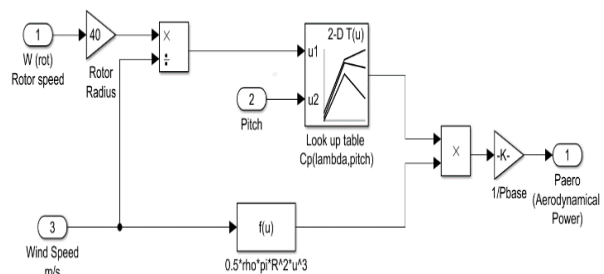 1
W (rot)
Rotor speed
40
Rotor
Radius
×
÷
2-D T(u)
u1
u2
Look up table
Cp(lambda,pitch)
2
Pitch
×
-K-
1/Pbase
1
Paero
(Aerodynamical
Power)
3
Wind Speed
m/s
f(u)
0.5*rho*pi*R^2*u^3